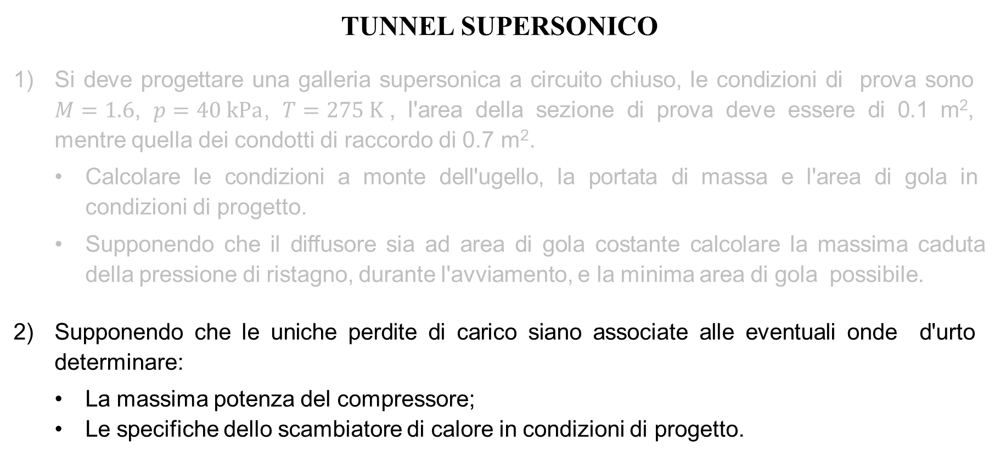 TUNNEL SUPERSONICO
1) Si deve progettare una galleria supersonica a circuito chiuso, le condizioni di prova sono
M = 1.6, p = 40 kPa, T = 275 K , l'area della sezione di prova deve essere di 0.1 m²,
mentre quella dei condotti di raccordo di 0.7 m².
• Calcolare le condizioni a monte dell'ugello, la portata di massa e l'area di gola in
condizioni di progetto.
• Supponendo che il diffusore sia ad area di gola costante calcolare la massima caduta
della pressione di ristagno, durante l'avviamento, e la minima area di gola possibile.
2) Supponendo che le uniche perdite di carico siano associate alle eventuali onde d'urto
determinare:
• La massima potenza del compressore;
• Le specifiche dello scambiatore di calore in condizioni di progetto.